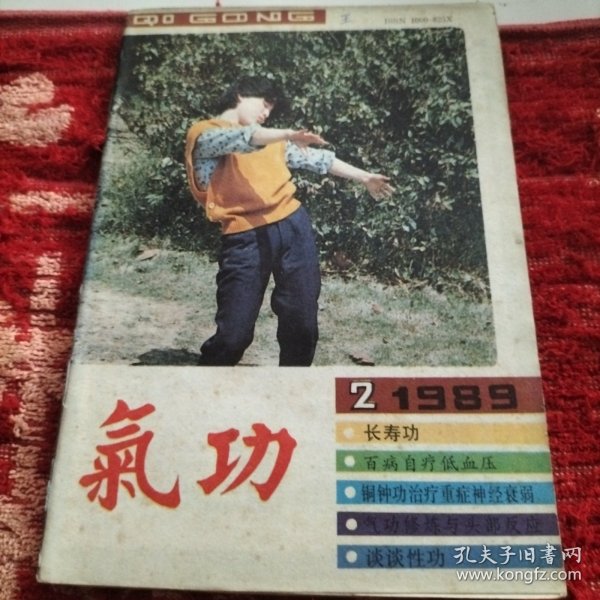 QI GONG
王
ISSN 1000-825X
2 1989
长寿功
百病自疗低血压
铜钟功治疗重症神经衰弱
气功修炼与头部反应
谈谈性功
氣功
孔夫子旧书网
www.kongfz.com